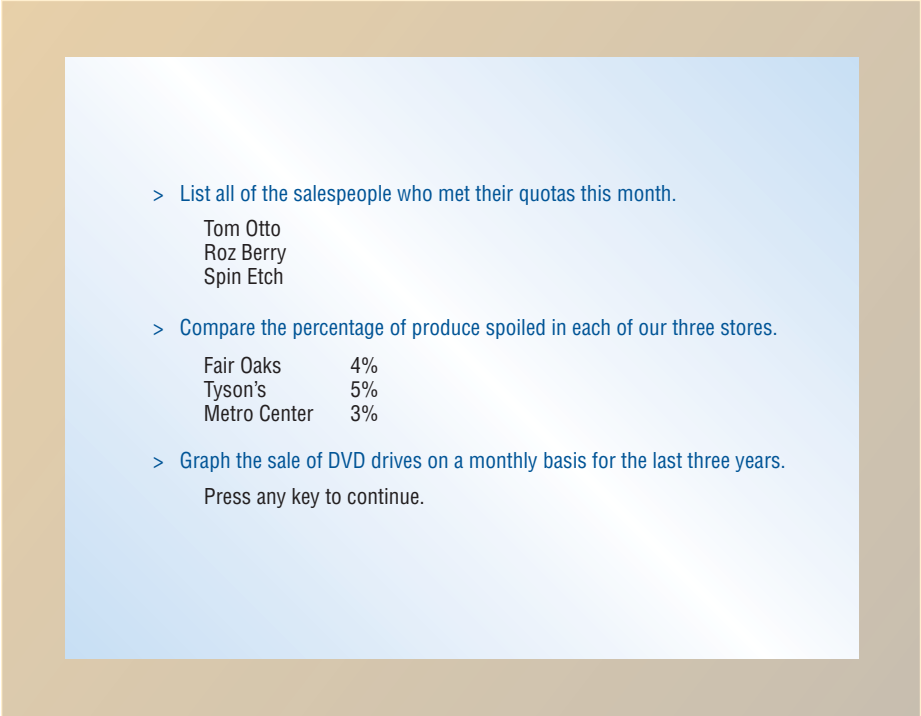 > List all of the salespeople who met their quotas this month.
Tom Otto
Roz Berry
Spin Etch
> Compare the percentage of produce spoiled in each of our three stores.
Fair Oaks 4%
Tyson’s 5%
Metro Center 3%
> Graph the sale of DVD drives on a monthly basis for the last three years.
Press any key to continue.